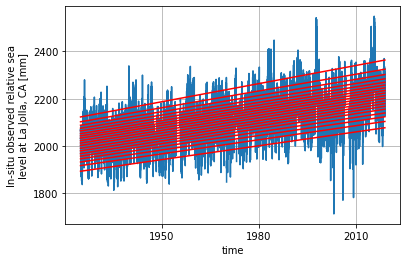 2400
2200
2000
1800
In-situ observed relative sea
level at La Jolla, CA [mm]
1950
1980
2010
time